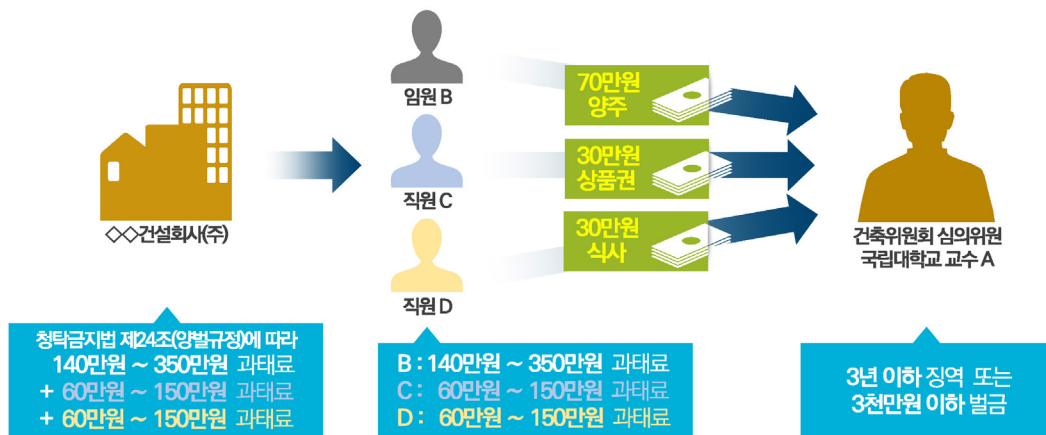 임원 B
직원 C
직원 D
◇◇건설회사(주)
70만원
양주
30만원
상품권
30만원
식사
건축위원회 심의위원
국립대학교 교수 A
청탁금지법 제24조(양벌규정)에 따라
140만원 ~ 350만원 과태료
+ 60만원 ~ 150만원 과태료
+ 60만원 ~ 150만원 과태료
B : 140만원 ~ 350만원 과태료
C : 60만원 ~ 150만원 과태료
D : 60만원 ~ 150만원 과태료
3년 이하 징역 또는
3천만원 이하 벌금